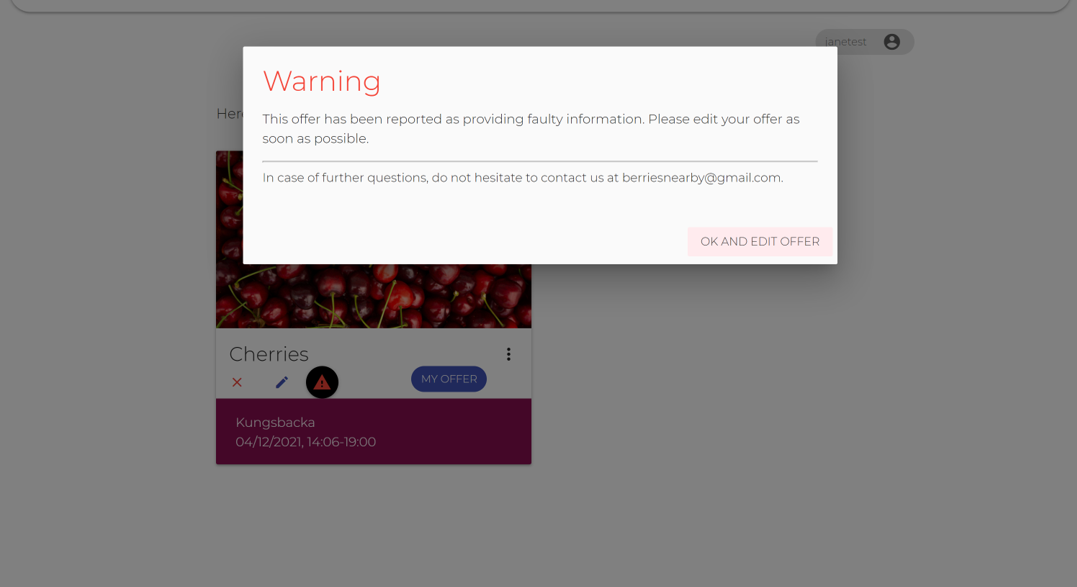 janetest
Warning
Here
This offer has been reported as providing faulty information. Please edit your offer as
soon as possible.
In case of further questions, do not hesitate to contact us at berriesnearby@gmail.com.
OK AND EDIT OFFER
Cherries
MY OFFER
Kungsbacka
04/12/2021, 14:06-19:00